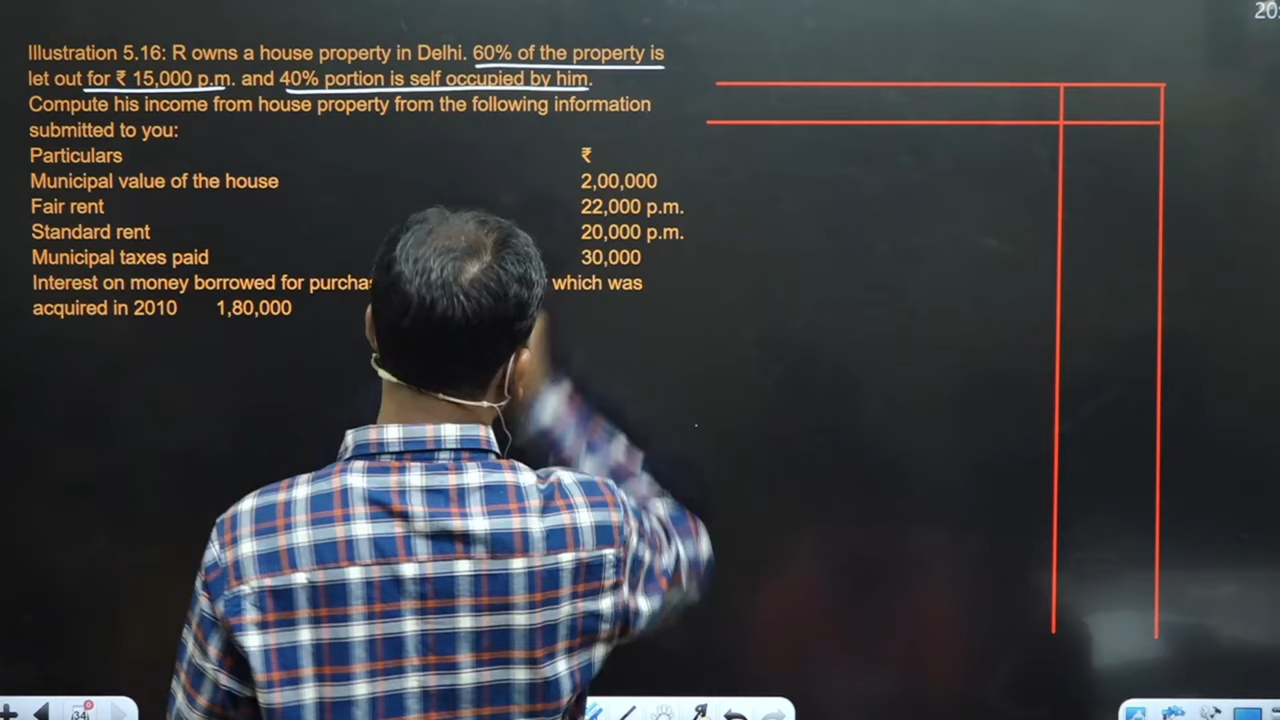 20
Illustration 5.16: R owns a house property in Delhi. 60% of the property is
let out for ₹ 15,000 p.m. and 40% portion is self occupied by him.
Compute his income from house property from the following information
submitted to you:
Particulars ₹
Municipal value of the house 2,00,000
Fair rent 22,000 p.m.
Standard rent 20,000 p.m.
Municipal taxes paid 30,000
Interest on money borrowed for which was
acquired in 2010 1,80,000
34